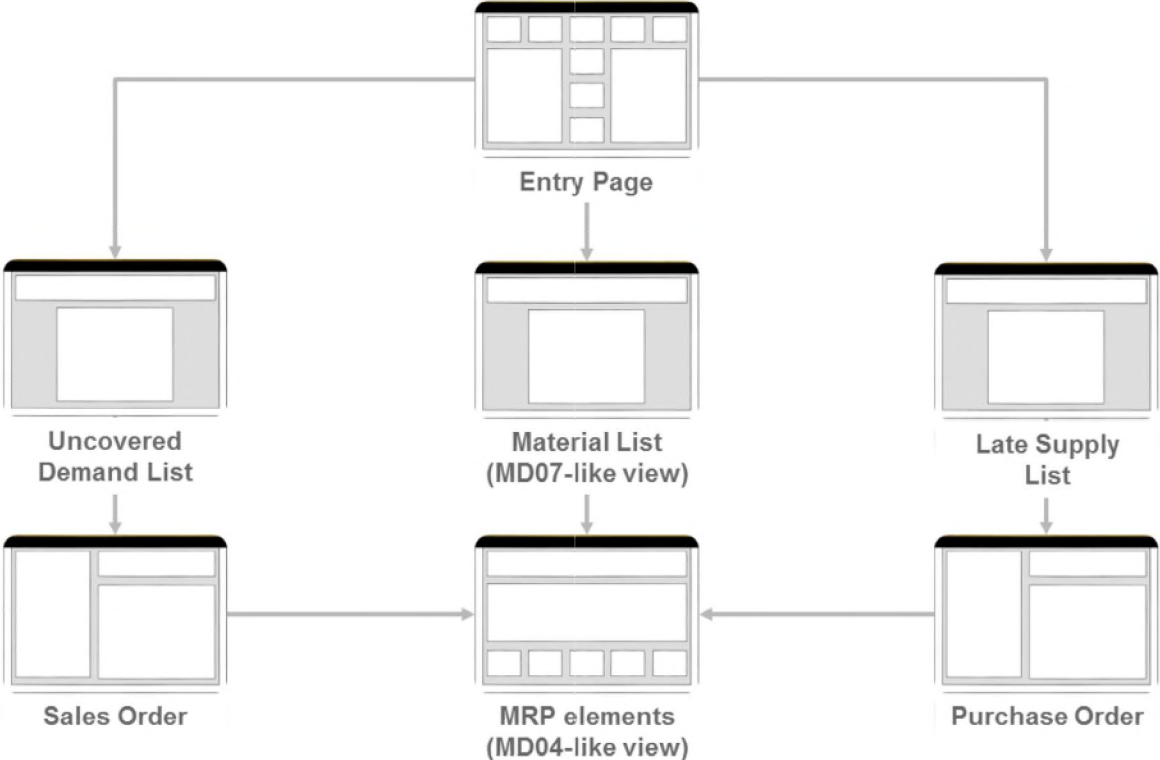 Entry Page
Uncovered
Demand List
Material List
(MD07-like view)
Late Supply
List
Sales Order
MRP elements
(MD04-like view)
Purchase Order